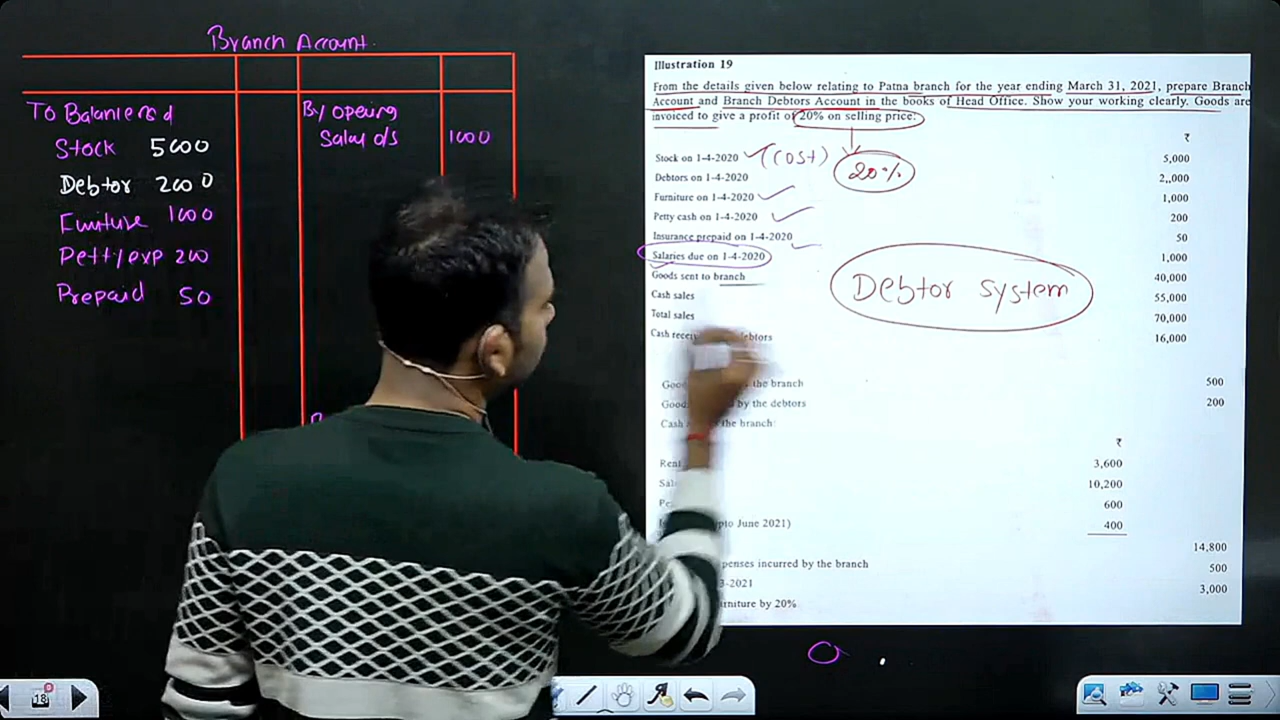 Branch Account
To Balance b d
Stock 5000
Debtor 2000
Furniture 1000
Petty exp 200
Prepaid 50
By opening
Salary o/s 1000
Illustration 19
From the details given below relating to Patna branch for the year ending March 31, 2021, prepare Branch
Account and Branch Debtors Account in the books of Head Office. Show your working clearly. Goods are
invoiced to give a profit of 20% on selling price:
₹
Stock on 1-4-2020 (Cost) 5,000
20%
Debtors on 1-4-2020 2,,000
Furniture on 1-4-2020 1,000
Petty cash on 1-4-2020 200
Insurance prepaid on 1-4-2020 50
Salaries due on 1-4-2020 1,000
Goods sent to branch 40,000
Debtor system
Cash sales 55,000
Total sales 70,000
Cash debtors 16,000
the branch 500
by the debtors 200
Cash the branch:
₹
Rent 3,600
10,200
600
to June 2021) 400
14,800
incurred by the branch 500
2021 3,000
by 20%
18